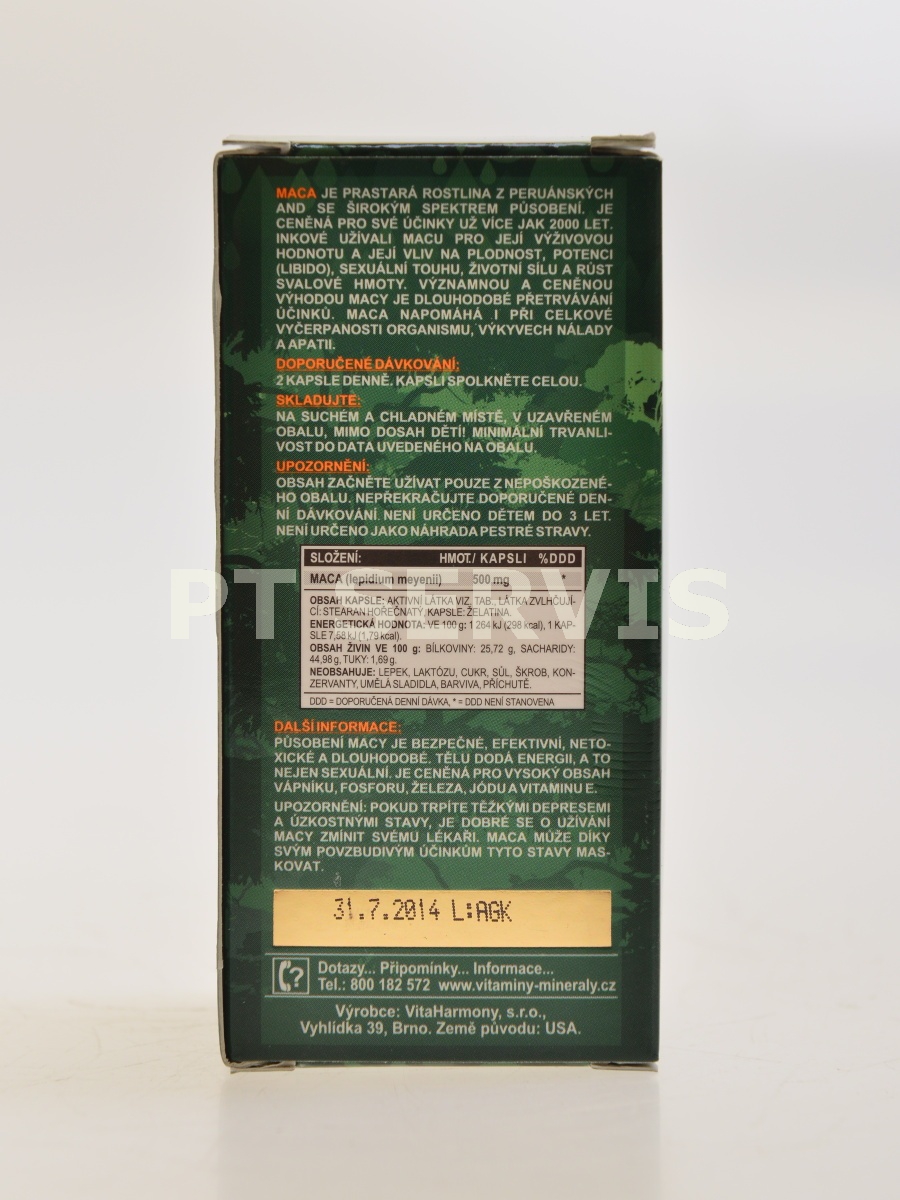 MACA JE PRASTARÁ ROSTLINA Z PERUÁNSKÝCH
AND SE ŠIROKÝM SPEKTREM PŮSOBENÍ. JE
CENĚNÁ PRO SVÉ ÚČINKY UŽ VÍCE JAK 2000 LET.
INKOVÉ UŽÍVALI MACU PRO JEJÍ VÝŽIVOVOU
HODNOTU A JEJÍ VLIV NA PLODNOST, POTENCI
(LIBIDO), SEXUÁLNÍ TOUHU, ŽIVOTNÍ SÍLU A RŮST
SVALOVÉ HMOTY. VÝZNAMNOU A CENĚNOU
VÝHODOU MACY JE DLOUHODOBÉ PŘETRVÁVÁNÍ
ÚČINKŮ. MACA NAPOMÁHÁ I PŘI CELKOVÉ
VYČERPANOSTI ORGANISMU, VÝKYVECH NÁLADY
A APATII.
DOPORUČENÉ DÁVKOVÁNÍ:
2 KAPSLE DENNĚ. KAPSLI SPOLKNĚTE CELOU.
SKLADUJTE:
NA SUCHÉM A CHLADNÉM MÍSTĚ, V UZAVŘENÉM
OBALU, MIMO DOSAH DĚTÍ! MINIMÁLNÍ TRVANLI-
VOST DO DATA UVEDENÉHO NA OBALU.
UPOZORNĚNÍ:
OBSAH ZAČNĚTE UŽÍVAT POUZE Z NEPOŠKOZENÉ-
HO OBALU. NEPŘEKRAČUJTE DOPORUČENÉ DEN-
NÍ DÁVKOVÁNÍ. NENÍ URČENO DĚTEM DO 3 LET.
NENÍ URČENO JAKO NÁHRADA PESTRÉ STRAVY.
SLOŽENÍ: HMOT./ KAPSLI %DDD
MACA (lepidium meyenii) 500 mg *
PT SERVIS
OBSAH KAPSLE: AKTIVNÍ LÁTKA VIZ. TAB., LÁTKA ZVLHČUJÍ-
CÍ: STEARAN HOŘEČNATÝ, KAPSLE: ŽELATINA.
ENERGETICKÁ HODNOTA: VE 100 g: 1 264 kJ (298 kcal), 1 KAP-
SLE 7,58 kJ (1,79 kcal).
OBSAH ŽIVIN VE 100 g: BÍLKOVINY: 25,72 g, SACHARIDY:
44,98 g, TUKY: 1,69 g.
NEOBSAHUJE: LEPEK, LAKTÓZU, CUKR, SŮL, ŠKROB, KON-
ZERVANTY, UMĚLÁ SLADIDLA, BARVIVA, PŘÍCHUTĚ.
DDD = DOPORUČENÁ DENNÍ DÁVKA, * = DDD NENÍ STANOVENA
DALŠÍ INFORMACE:
PŮSOBENÍ MACY JE BEZPEČNÉ, EFEKTIVNÍ, NETO-
XICKÉ A DLOUHODOBÉ. TĚLU DODÁ ENERGII, A TO
NEJEN SEXUÁLNÍ. JE CENĚNÁ PRO VYSOKÝ OBSAH
VÁPNÍKU, FOSFORU, ŽELEZA, JÓDU A VITAMINU E.
UPOZORNĚNÍ: POKUD TRPÍTE TĚŽKÝMI DEPRESEMI
A ÚZKOSTNÝMI STAVY, JE DOBRÉ SE O UŽÍVÁNÍ
MACY ZMÍNIT SVÉMU LÉKAŘI. MACA MŮŽE DÍKY
SVÝM POVZBUDIVÝM ÚČINKŮM TYTO STAVY MAS-
KOVAT.
31.7.2014 L:AGK
Dotazy... Připomínky... Informace...
Tel.: 800 182 572 www.vitaminy-mineraly.cz
Výrobce: VitaHarmony, s.r.o.,
Vyhlídka 39, Brno. Země původu: USA.